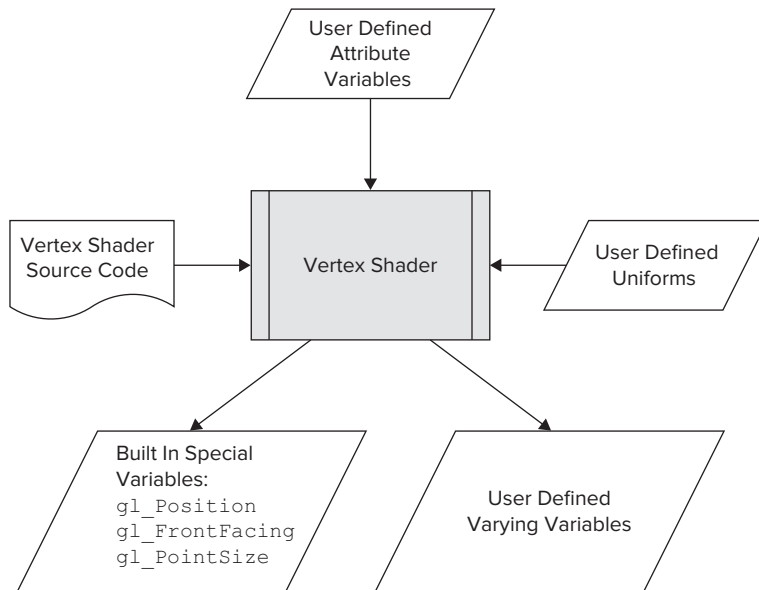 User Defined
Attribute
Variables
Vertex Shader
Source Code
Vertex Shader
User Defined
Uniforms
Built In Special
Variables:
gl_Position
gl_FrontFacing
gl_PointSize
User Defined
Varying Variables